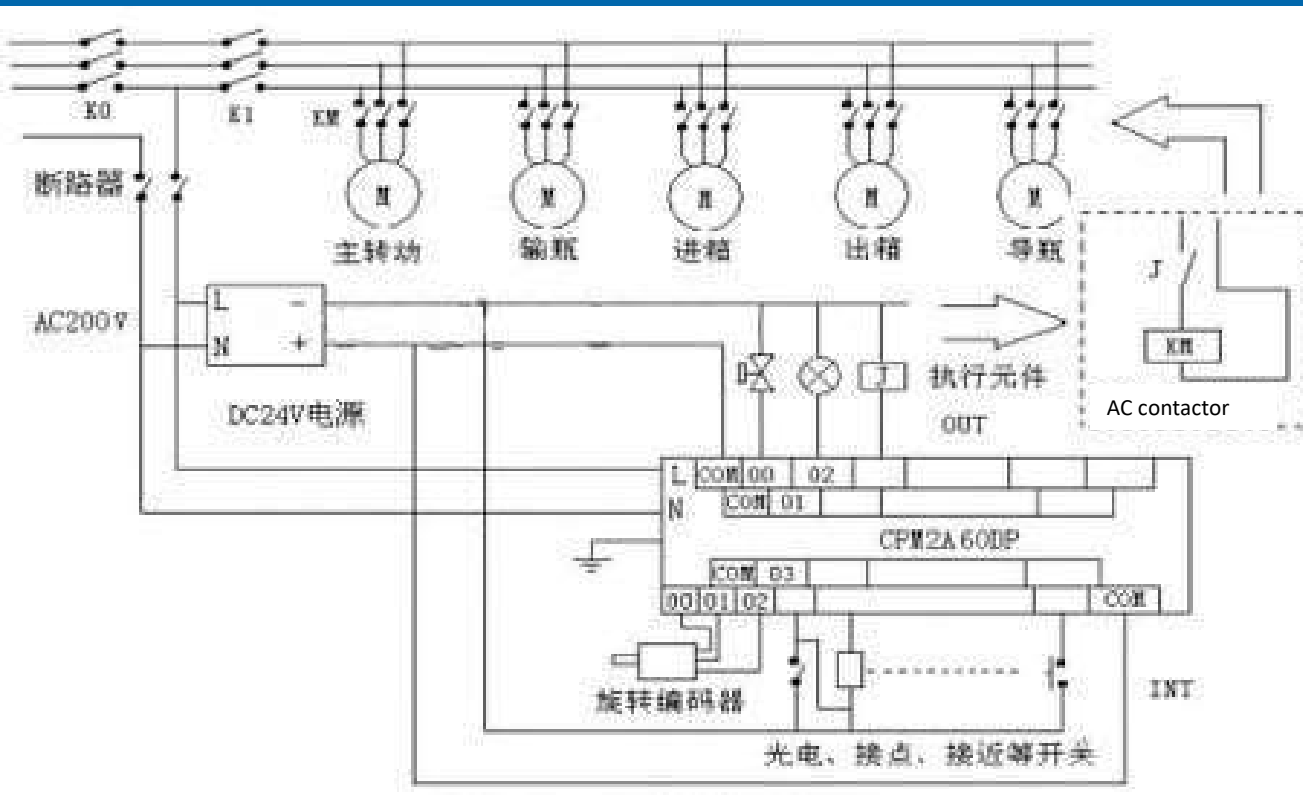 K0
K1
KM
断路器
M
M
M
M
M
主转动
输瓶
进箱
出箱
导瓶
J
KM
AC contactor
AC200V
L
N
-
+
DC24V电源
J
执行元件
OUT
L
COM 00 02
N
COM 01
CPM2A60DP
COM 03
00 01 02
COM
旋转编码器
INT
光电、接点、接近等开关